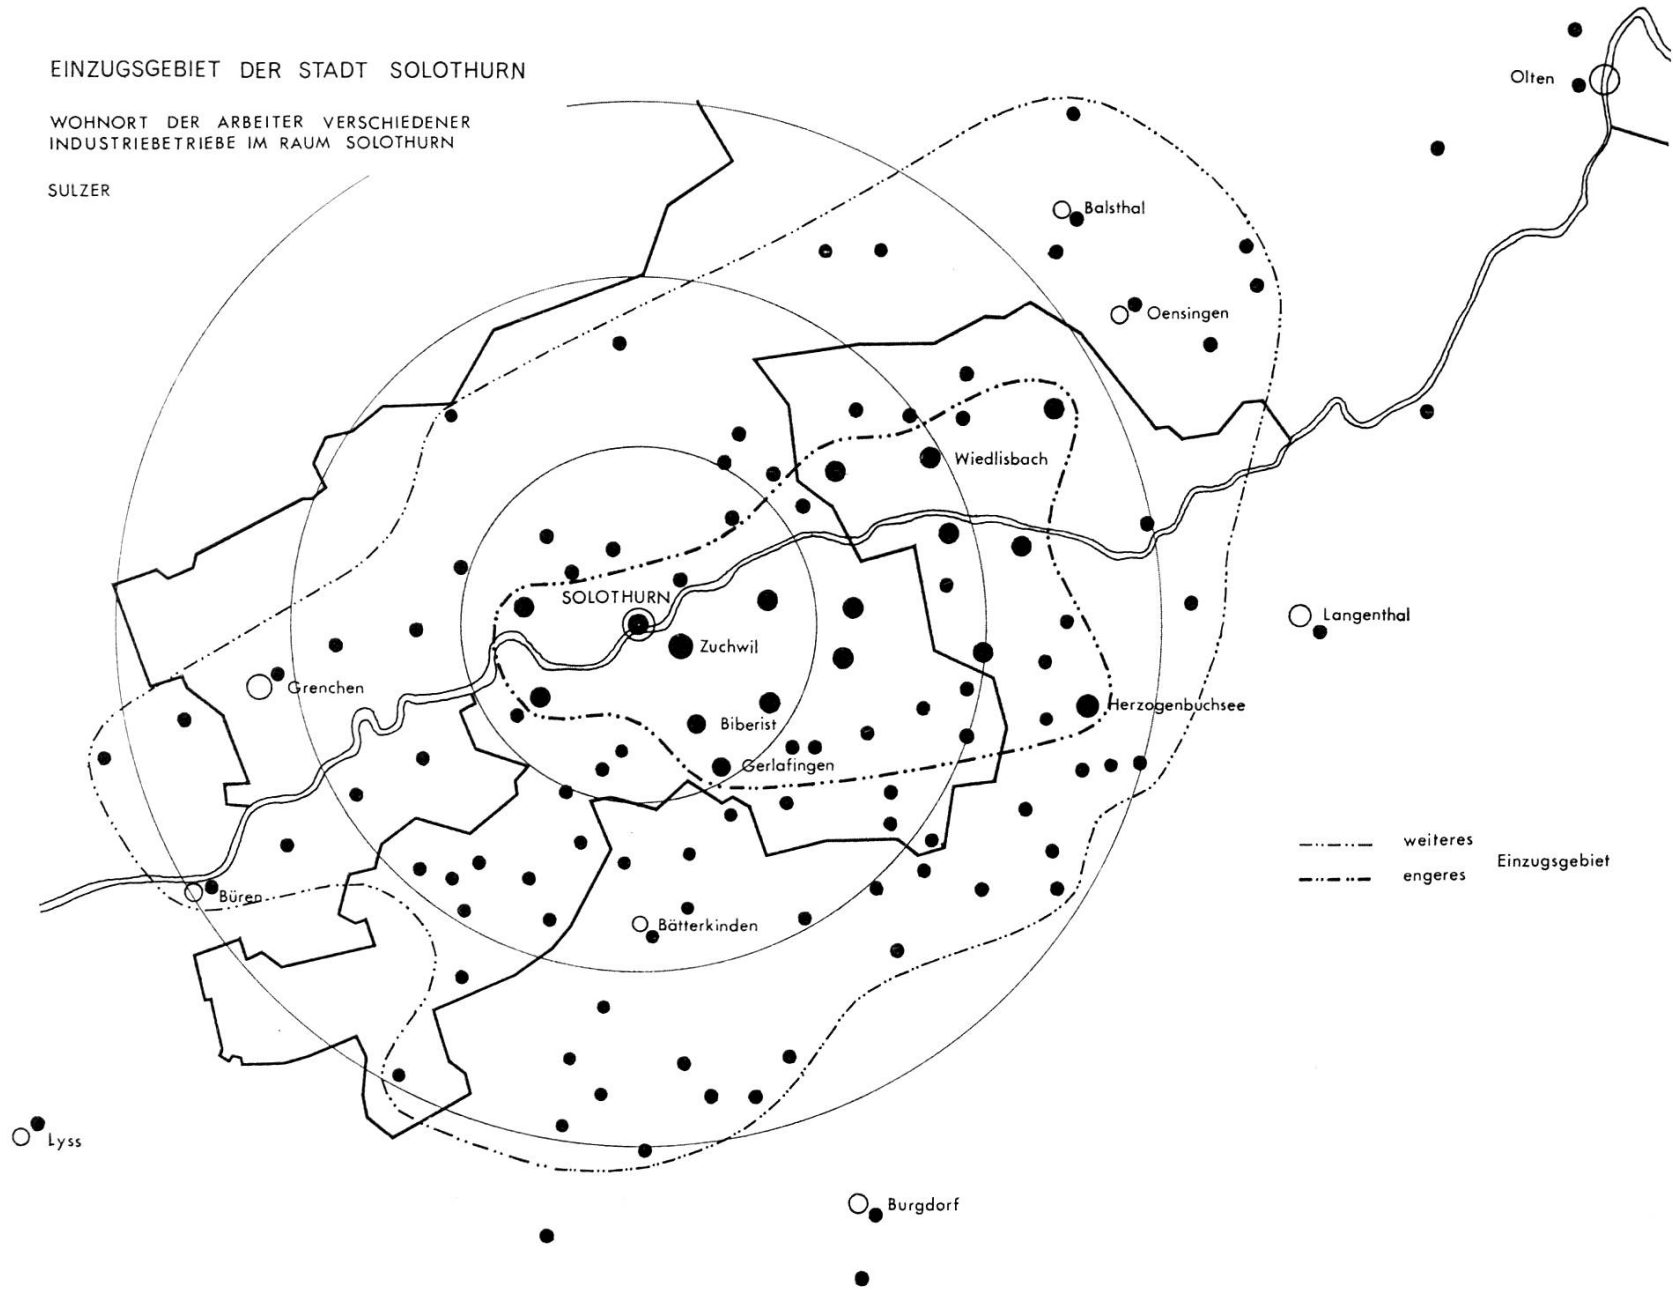 EINZUGSGEBIET DER STADT SOLOTHURN
WOHNORT DER ARBEITER VERSCHIEDENER
INDUSTRIEBETRIEBE IM RAUM SOLOTHURN
SULZER
Olten
Balsthal
Oensingen
Wiedlisbach
SOLOTHURN
Langenthal
Zuchwil
Grenchen
Herzogenbuchsee
Biberist
Gerlafingen
weiteres
Einzugsgebiet
engeres
Büren
Bätterkinden
Lyss
Burgdorf